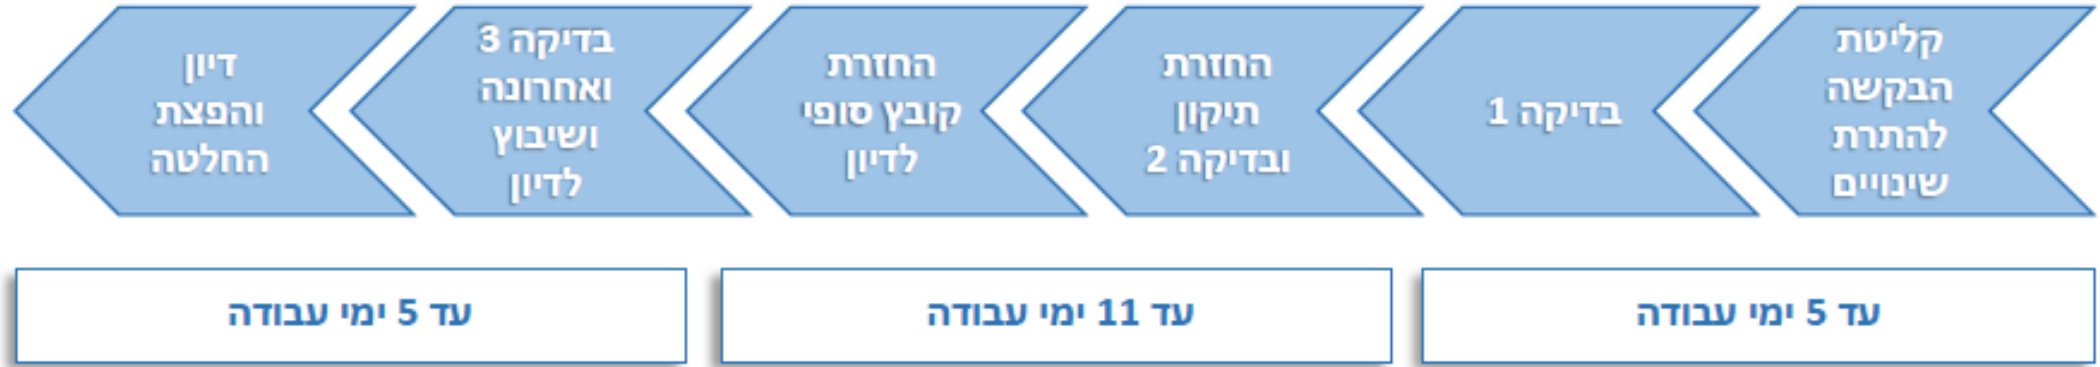 קליטת
הבקשה
להתרת
שינויים
בדיקה 1
החזרת
תיקון
ובדיקה 2
החזרת
קובץ סופי
לדיון
בדיקה 3
ואחרונה
ושיבוץ
לדיון
דיון
והפצת
החלטה
עד 5 ימי עבודה
עד 11 ימי עבודה
עד 5 ימי עבודה